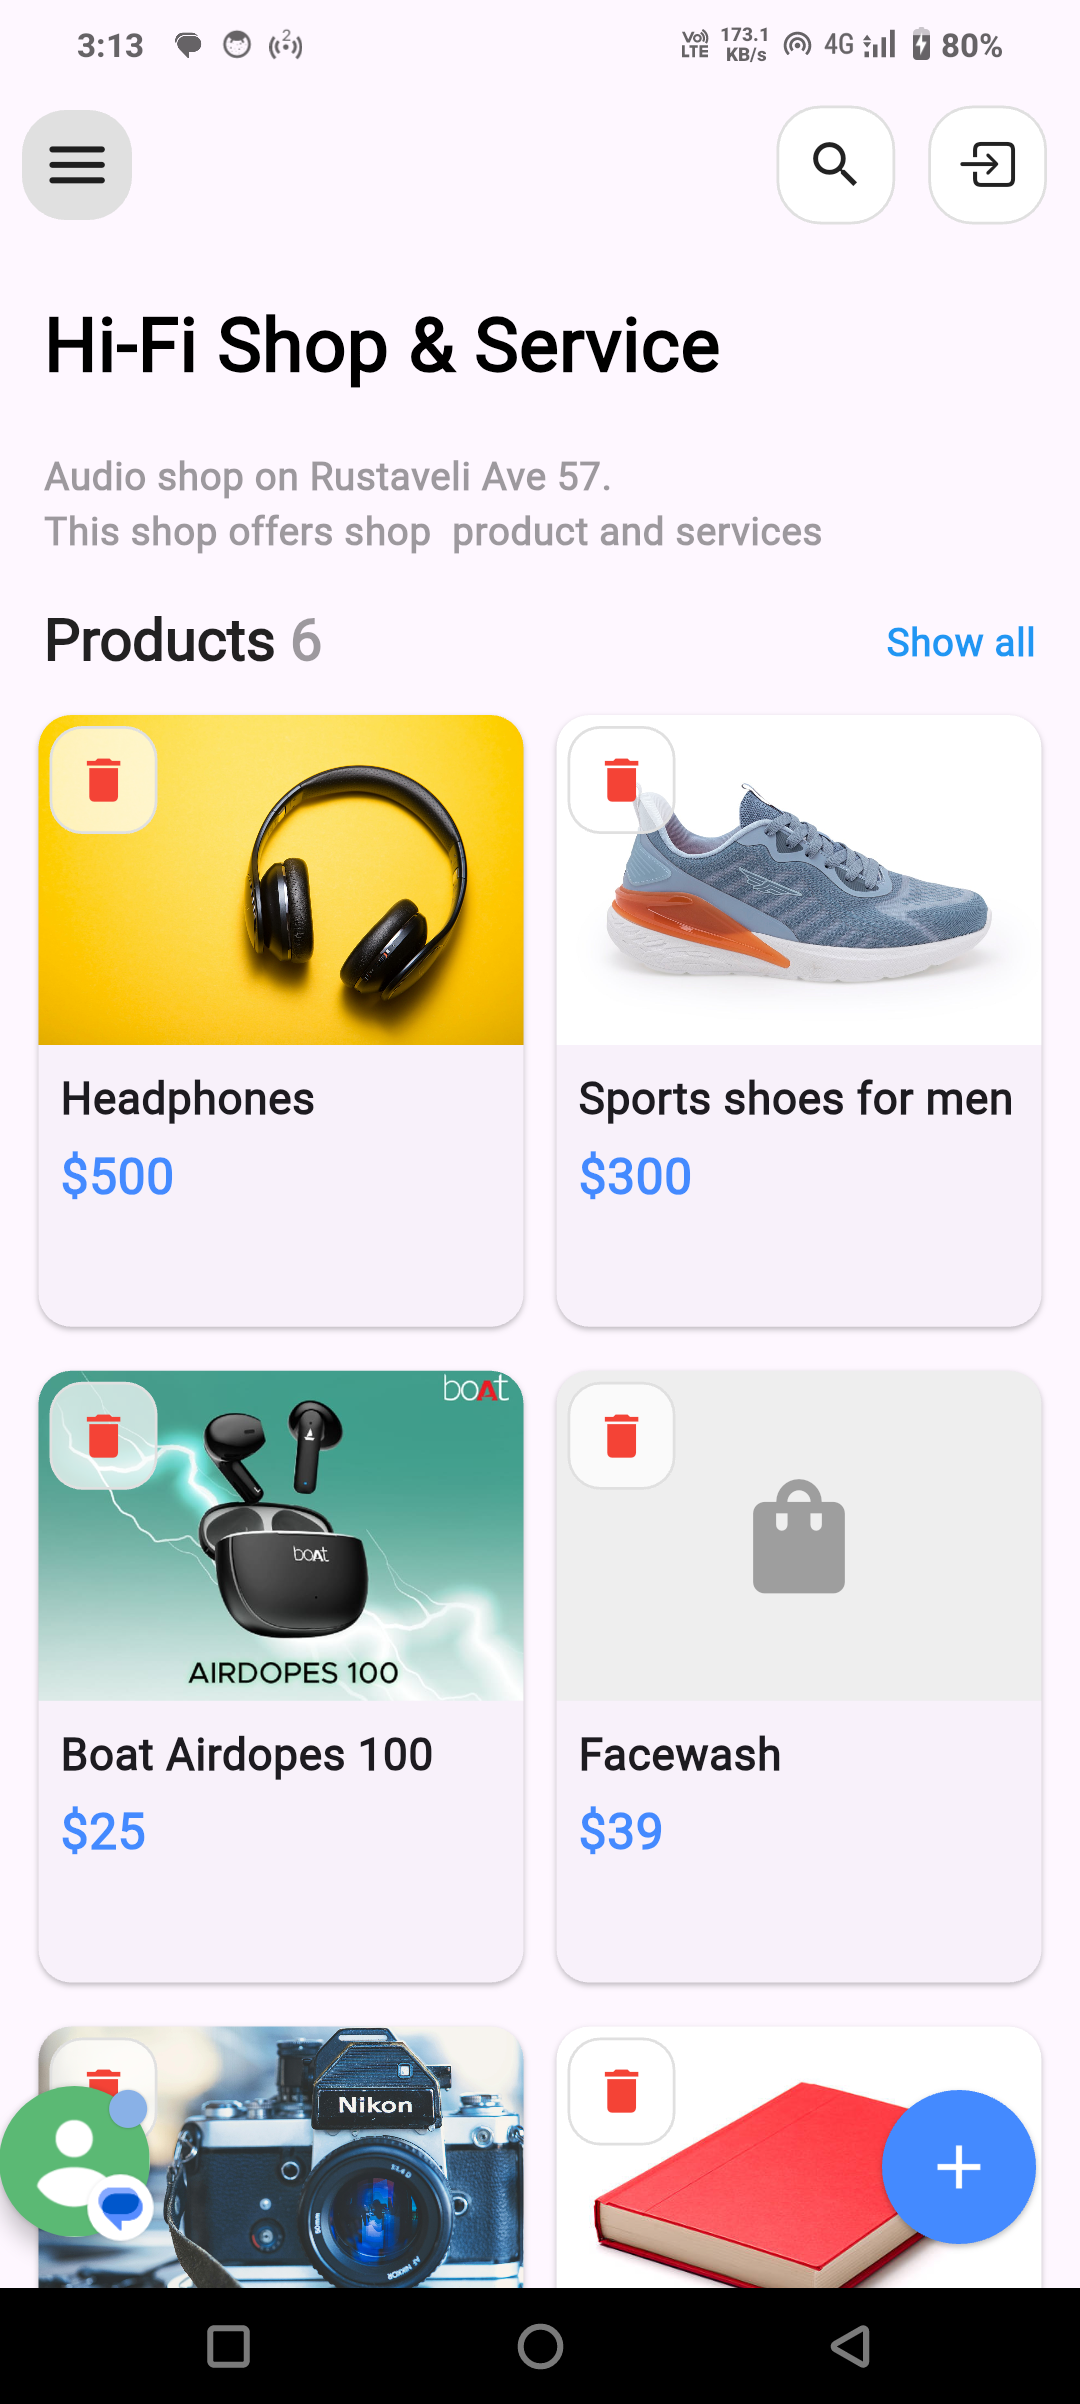 3:13
2
Vo)) LTE
173.1 KB/s
4G
80%
Hi-Fi Shop & Service
Audio shop on Rustaveli Ave 57.
This shop offers shop  product and services
Products 6
Show all
Headphones
$500
Sports shoes for men
$300
boAt
boAt
AIRDOPES 100
Boat Airdopes 100
$25
Facewash
$39
Nikon